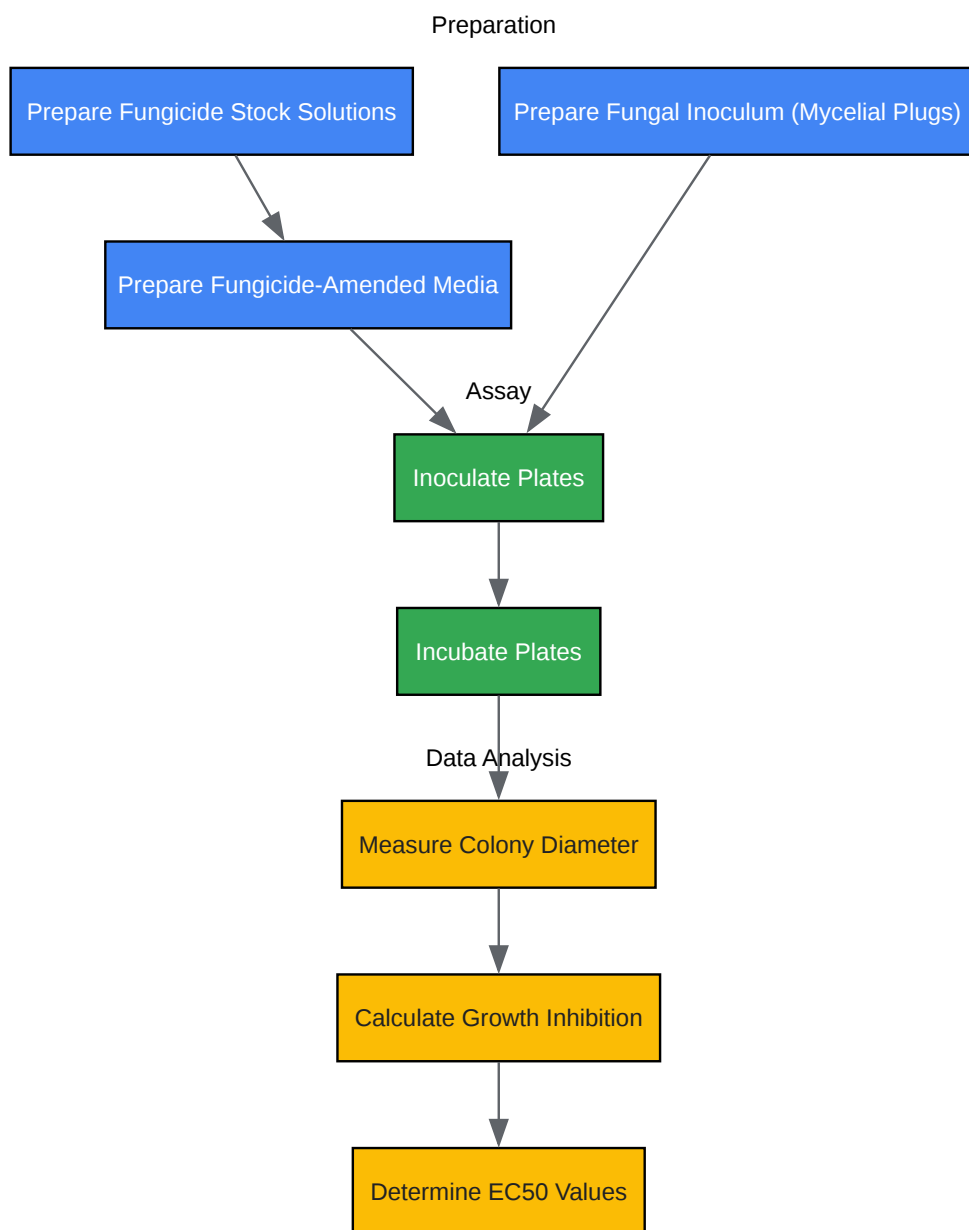 Preparation
Prepare Fungicide Stock Solutions
Prepare Fungal Inoculum (Mycelial Plugs)
Prepare Fungicide-Amended Media
Assay
Inoculate Plates
Incubate Plates
Data Analysis
Measure Colony Diameter
Calculate Growth Inhibition
Determine EC50 Values